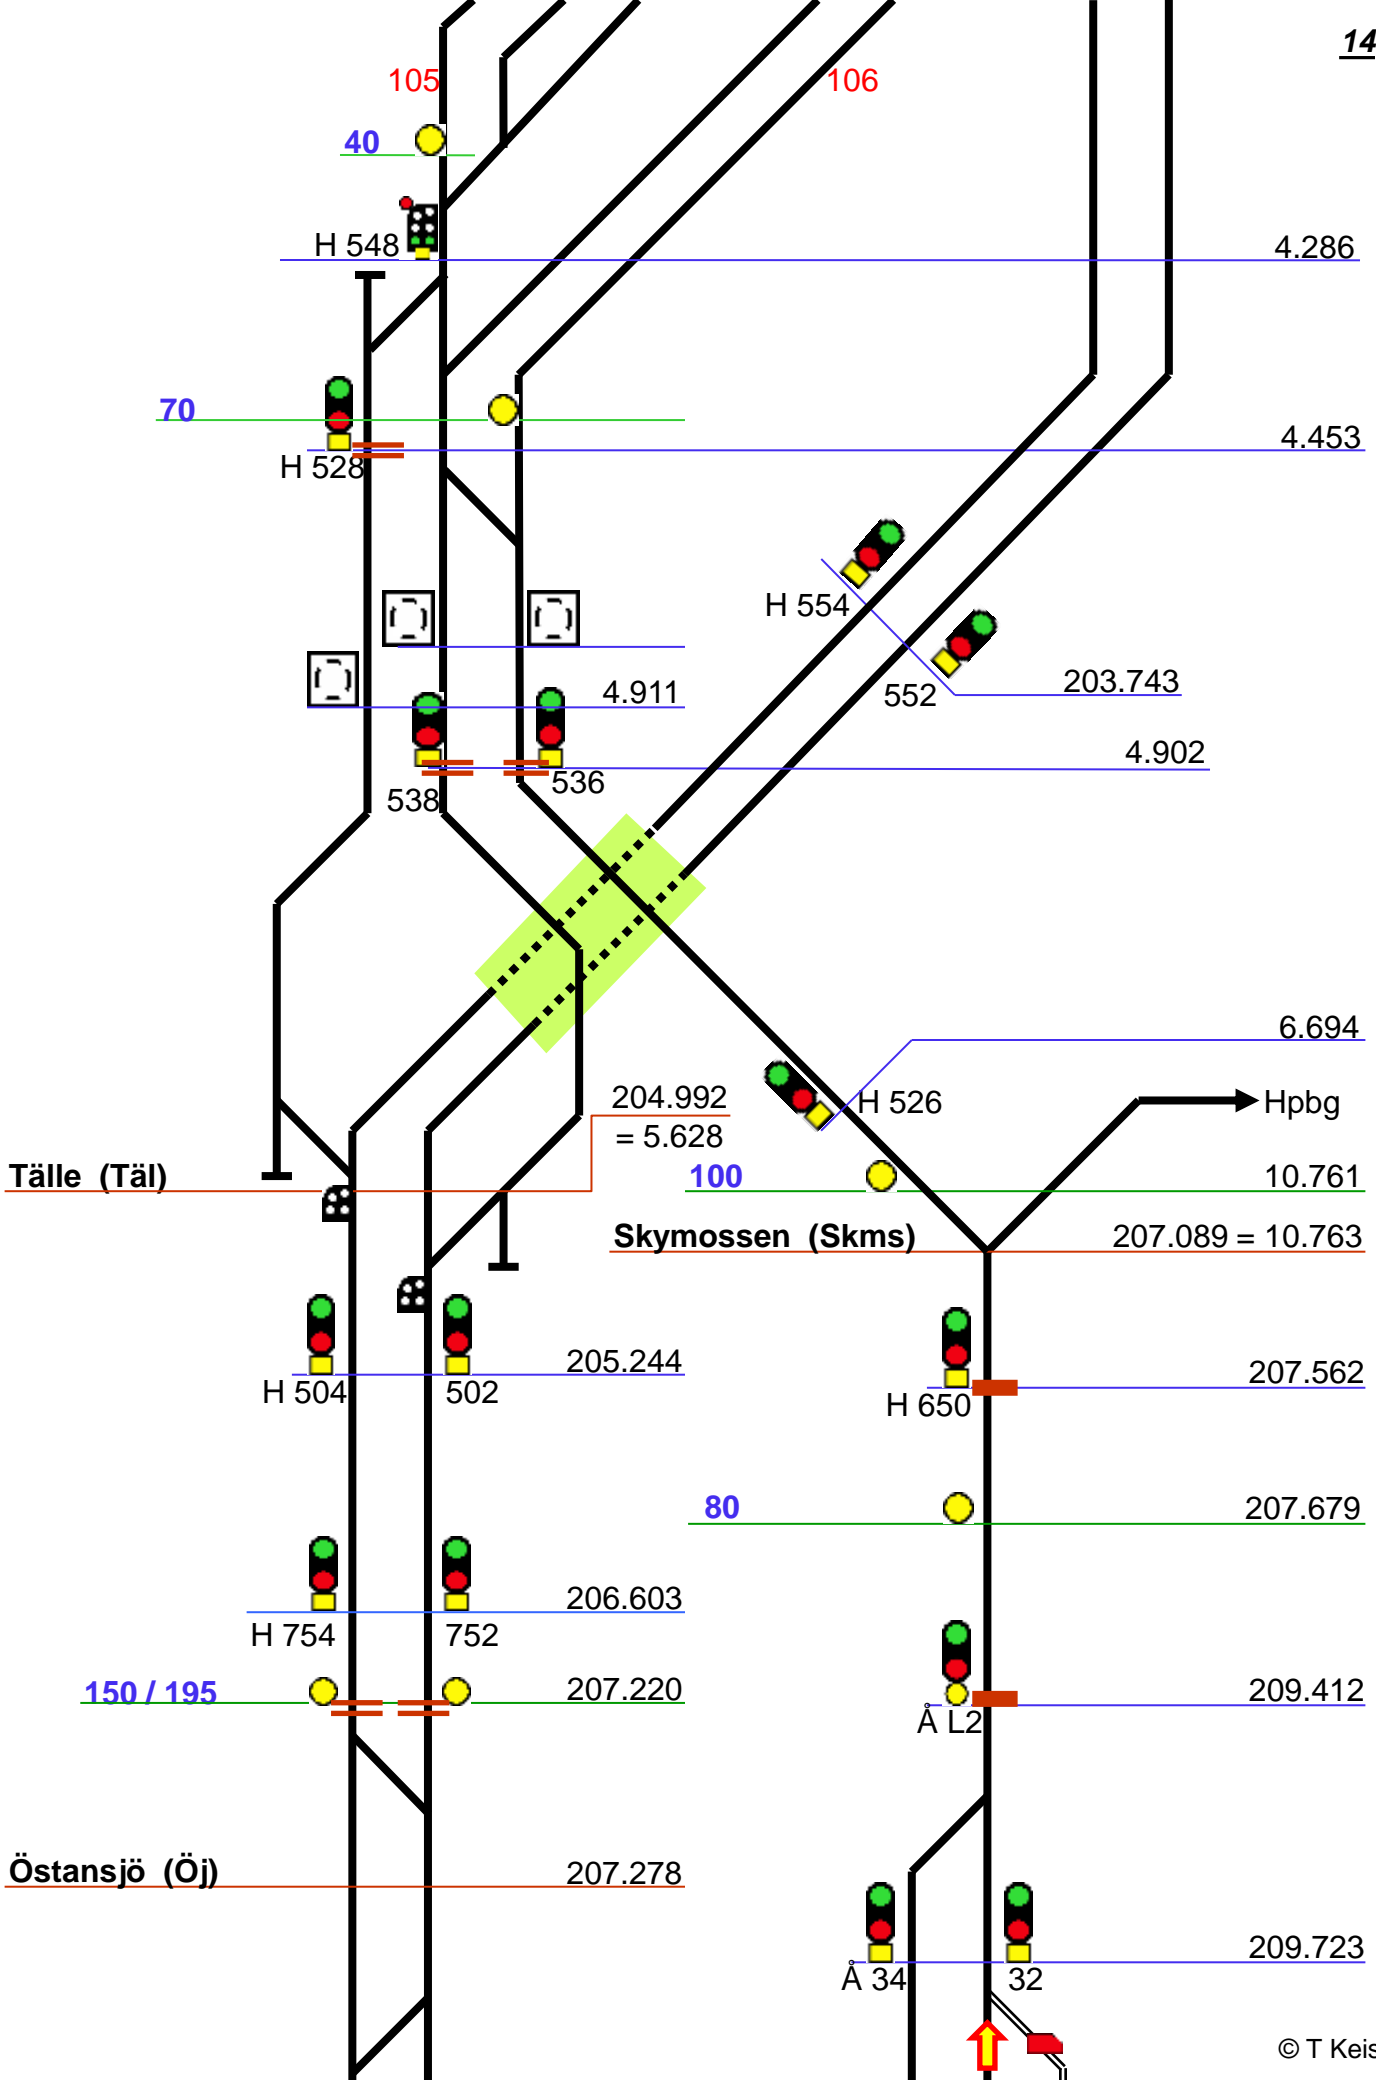 14
105
106
40
H 548
4.286
70
4.453
H 528
H 554
552
203.743
4.911
4.902
536
538
6.694
204.992
= 5.628
H 526
Hpbg
Tälle (Täl)
100
10.761
Skymossen (Skms)
207.089 = 10.763
205.244
H 504
502
207.562
H 650
80
207.679
206.603
H 754
752
150 / 195
207.220
209.412
Å L2
Östansjö (Öj)
207.278
209.723
Å 34
32
© T Keis